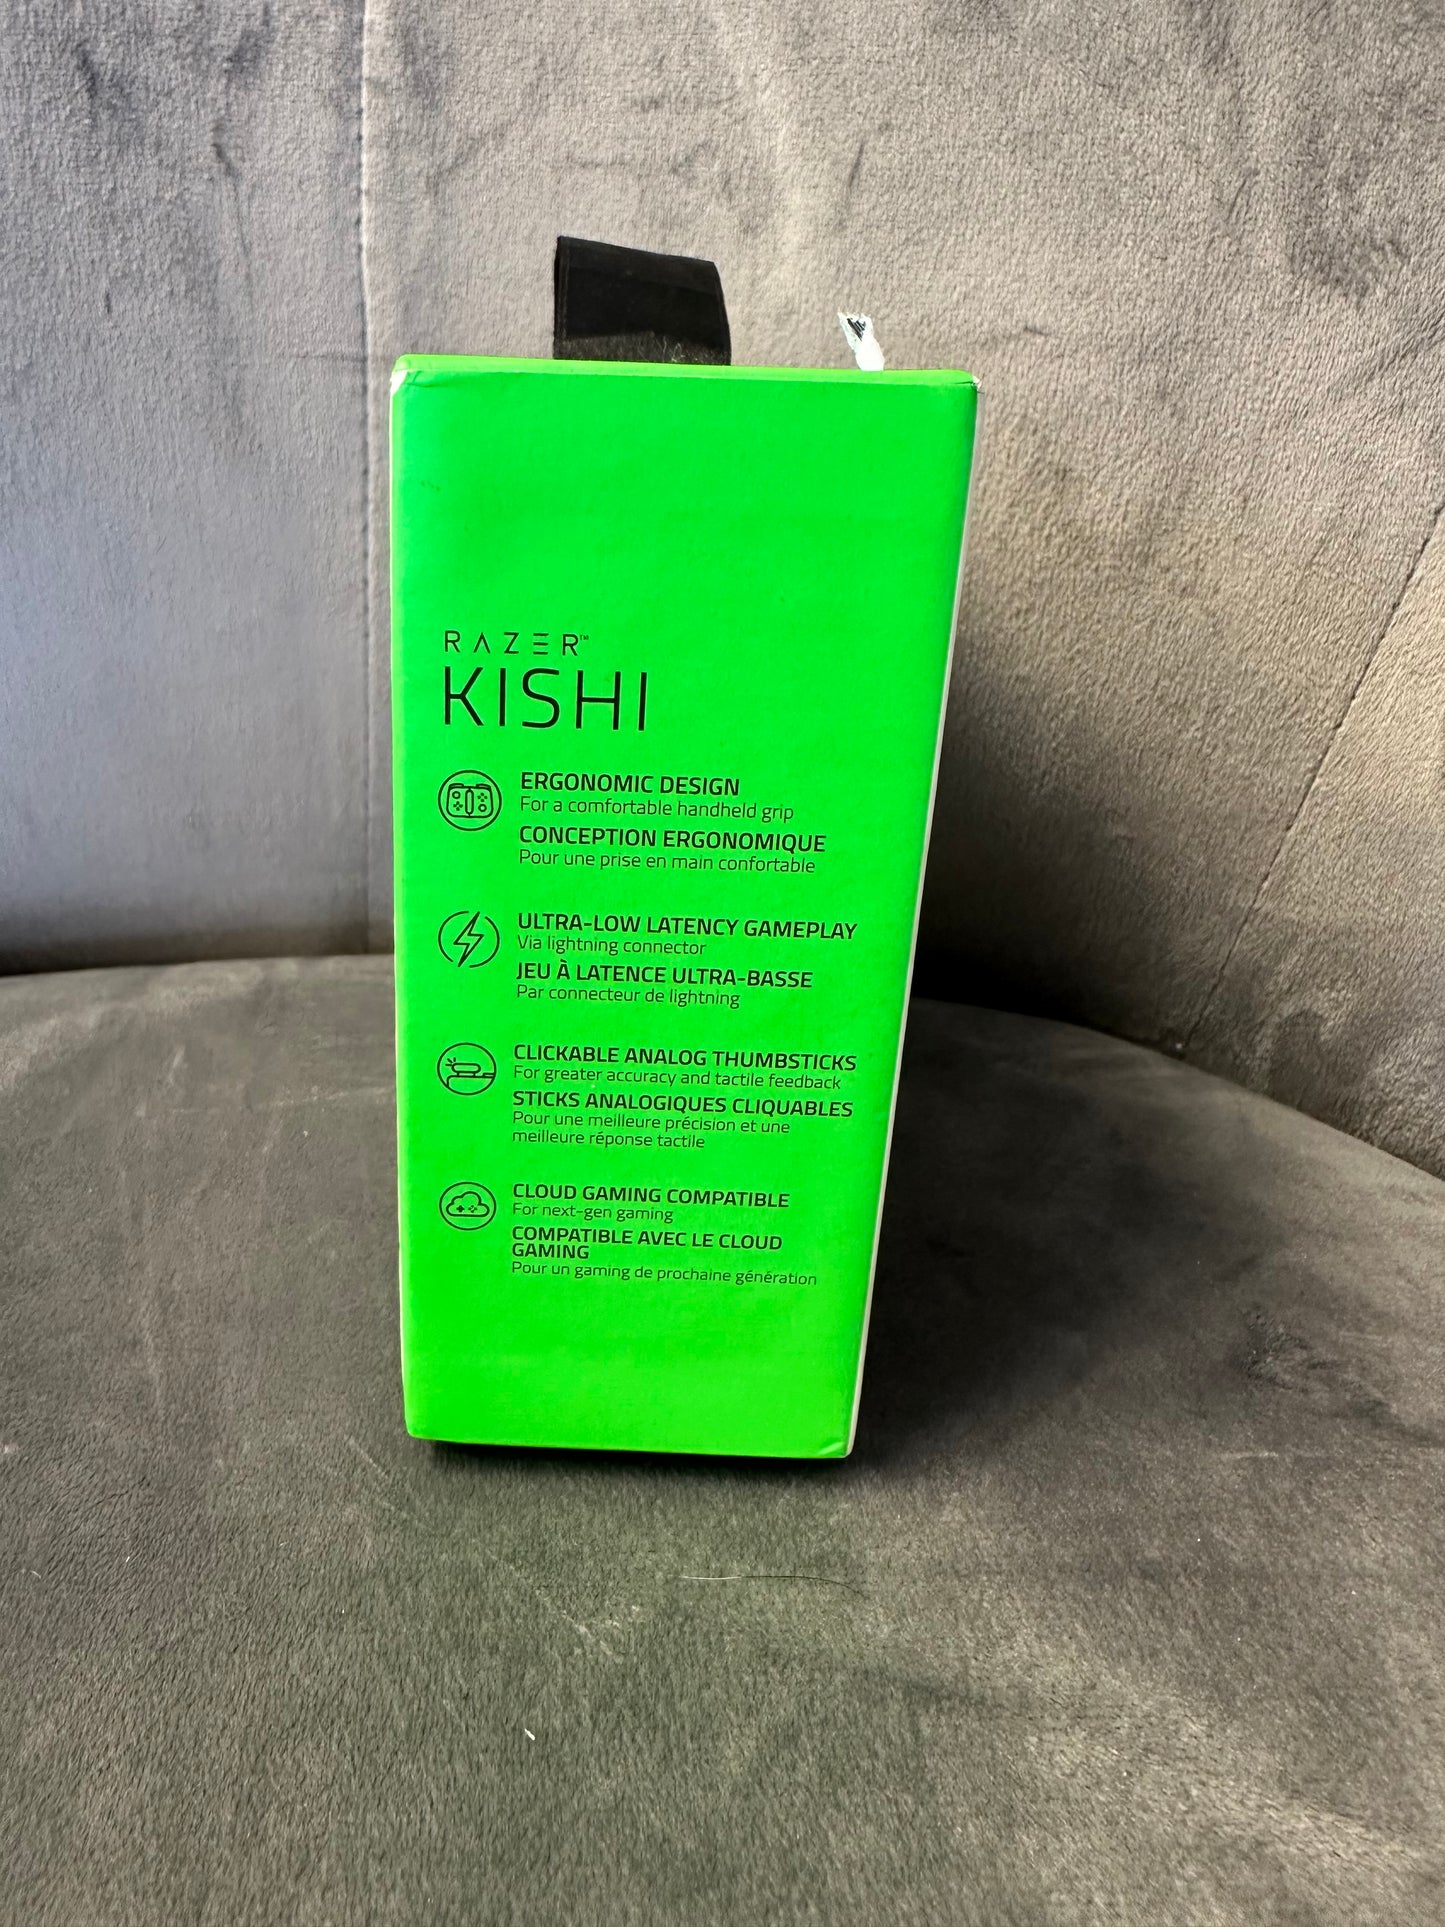 RAZER™
KISHI
ERGONOMIC DESIGN
For a comfortable handheld grip
CONCEPTION ERGONOMIQUE
Pour une prise en main confortable
ULTRA-LOW LATENCY GAMEPLAY
Via lightning connector
JEU À LATENCE ULTRA-BASSE
Par connecteur de lightning
CLICKABLE ANALOG THUMBSTICKS
For greater accuracy and tactile feedback
STICKS ANALOGIQUES CLIQUABLES
Pour une meilleure précision et une
meilleure réponse tactile
CLOUD GAMING COMPATIBLE
For next-gen gaming
COMPATIBLE AVEC LE CLOUD
GAMING
Pour un gaming de prochaine génération